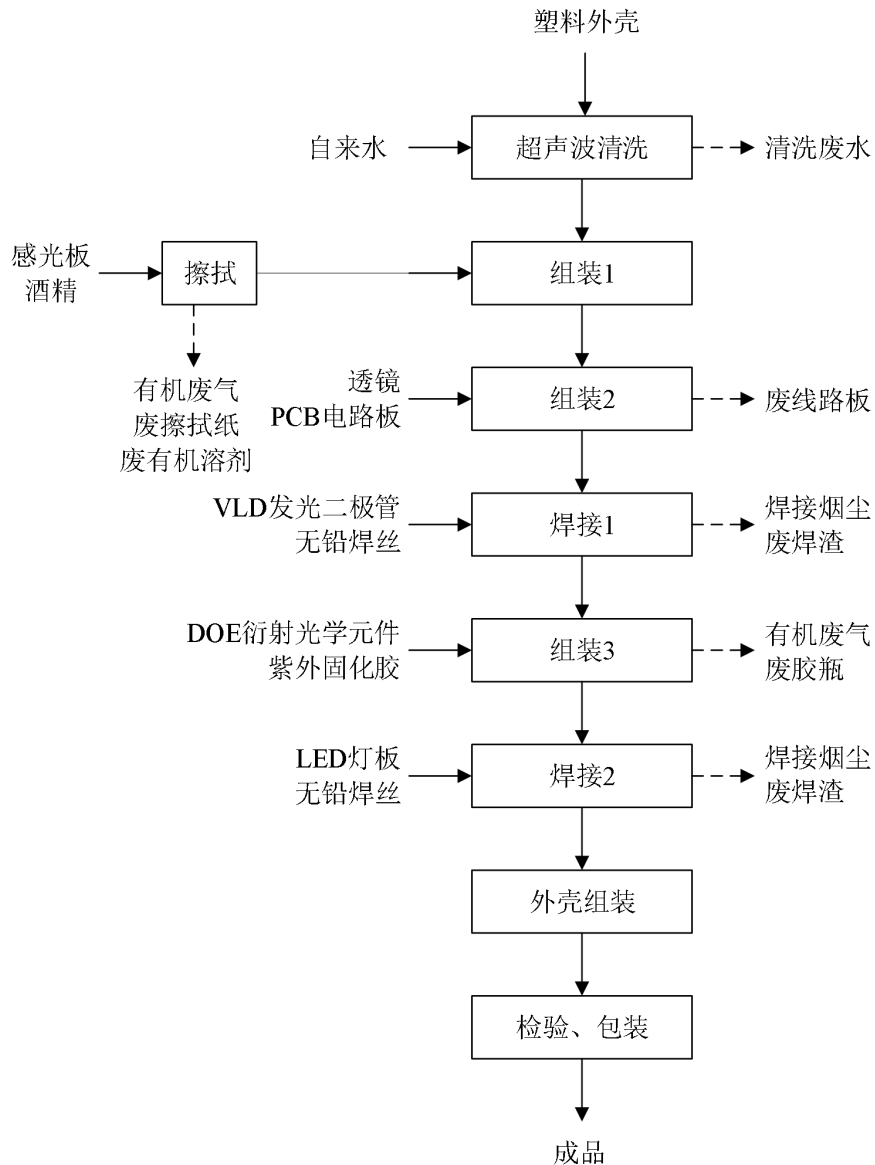 塑料外壳
自来水
超声波清洗
清洗废水
感光板
酒精
擦拭
组装1
有机废气
废擦拭纸
废有机溶剂
透镜
PCB电路板
组装2
废线路板
VLD发光二极管
无铅焊丝
焊接1
焊接烟尘
废焊渣
DOE衍射光学元件
紫外固化胶
组装3
有机废气
废胶瓶
LED灯板
无铅焊丝
焊接2
焊接烟尘
废焊渣
外壳组装
检验、包装
成品